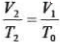 V₂/T₂ = V₁/T₀